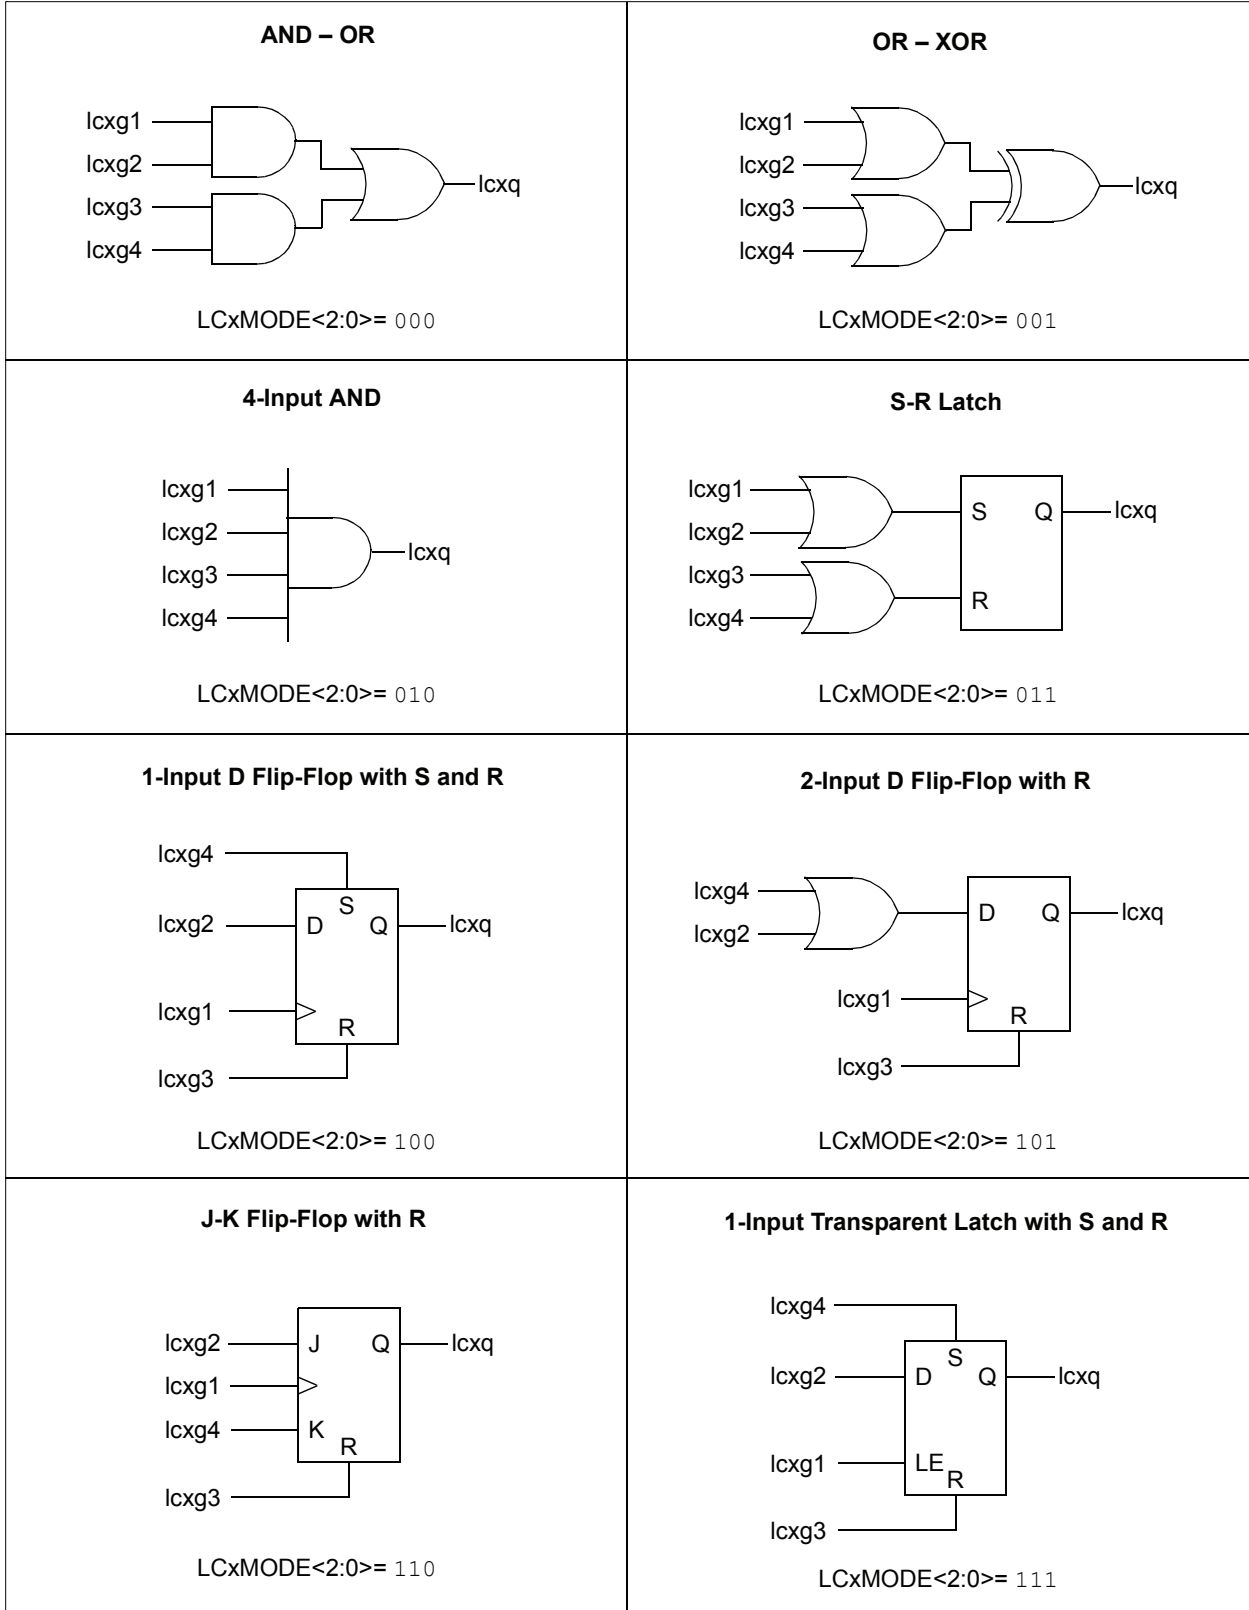 AND – OR
lcxg1
lcxg2
lcxg3
lcxg4
lcxq
LCxMODE<2:0>= 000
OR – XOR
lcxg1
lcxg2
lcxg3
lcxg4
lcxq
LCxMODE<2:0>= 001
4-Input AND
lcxg1
lcxg2
lcxg3
lcxg4
lcxq
LCxMODE<2:0>= 010
S-R Latch
lcxg1
lcxg2
lcxg3
lcxg4
S Q
R
lcxq
LCxMODE<2:0>= 011
1-Input D Flip-Flop with S and R
lcxg4
S
lcxg2
D Q
lcxq
lcxg1
R
lcxg3
LCxMODE<2:0>= 100
2-Input D Flip-Flop with R
lcxg4
lcxg2
D Q
lcxq
lcxg1
R
lcxg3
LCxMODE<2:0>= 101
J-K Flip-Flop with R
lcxg2
J Q
lcxq
lcxg1
lcxg4
K
R
lcxg3
LCxMODE<2:0>= 110
1-Input Transparent Latch with S and R
lcxg4
S
lcxg2
D Q
lcxq
lcxg1
LE
R
lcxg3
LCxMODE<2:0>= 111